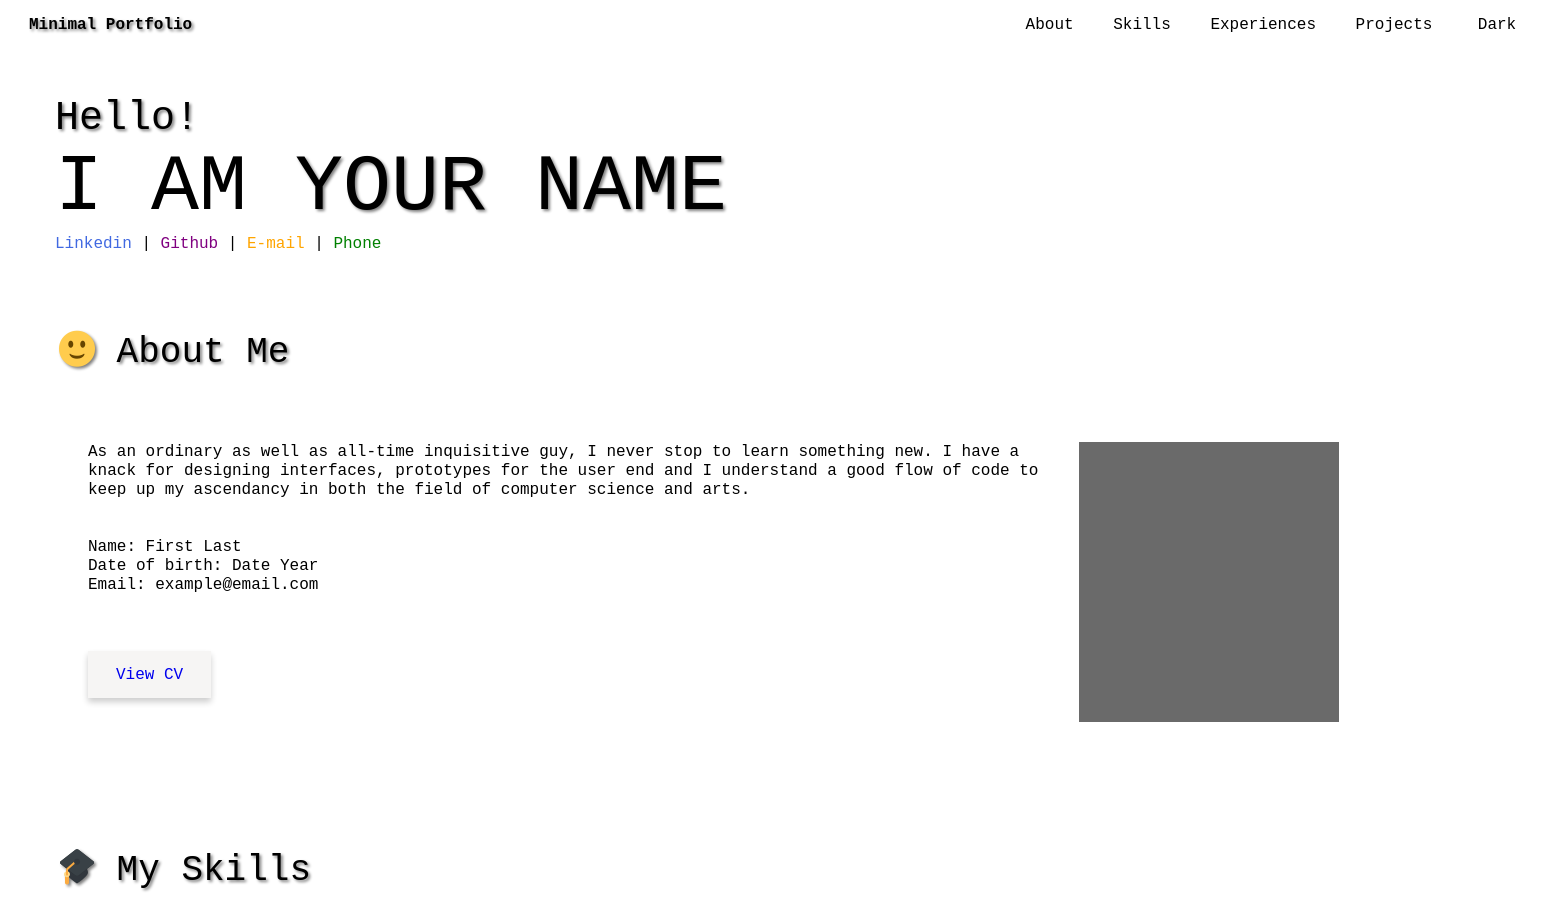 Minimal Portfolio
About Skills Experiences Projects Dark
Hello!
I AM YOUR NAME
Linkedin | Github | E-mail | Phone
About Me
As an ordinary as well as all-time inquisitive guy, I never stop to learn something new. I have a
knack for designing interfaces, prototypes for the user end and I understand a good flow of code to
keep up my ascendancy in both the field of computer science and arts.
Name: First Last
Date of birth: Date Year
Email: example@email.com
View CV
My Skills